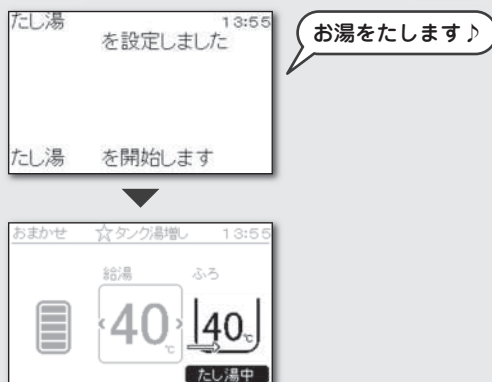 たし湯 13:55
を設定しました
お湯をたします♪
たし湯 を開始します
おまかせ ☆タンク湯増し 13:55
給湯 ふろ
40℃ 40℃
たし湯中